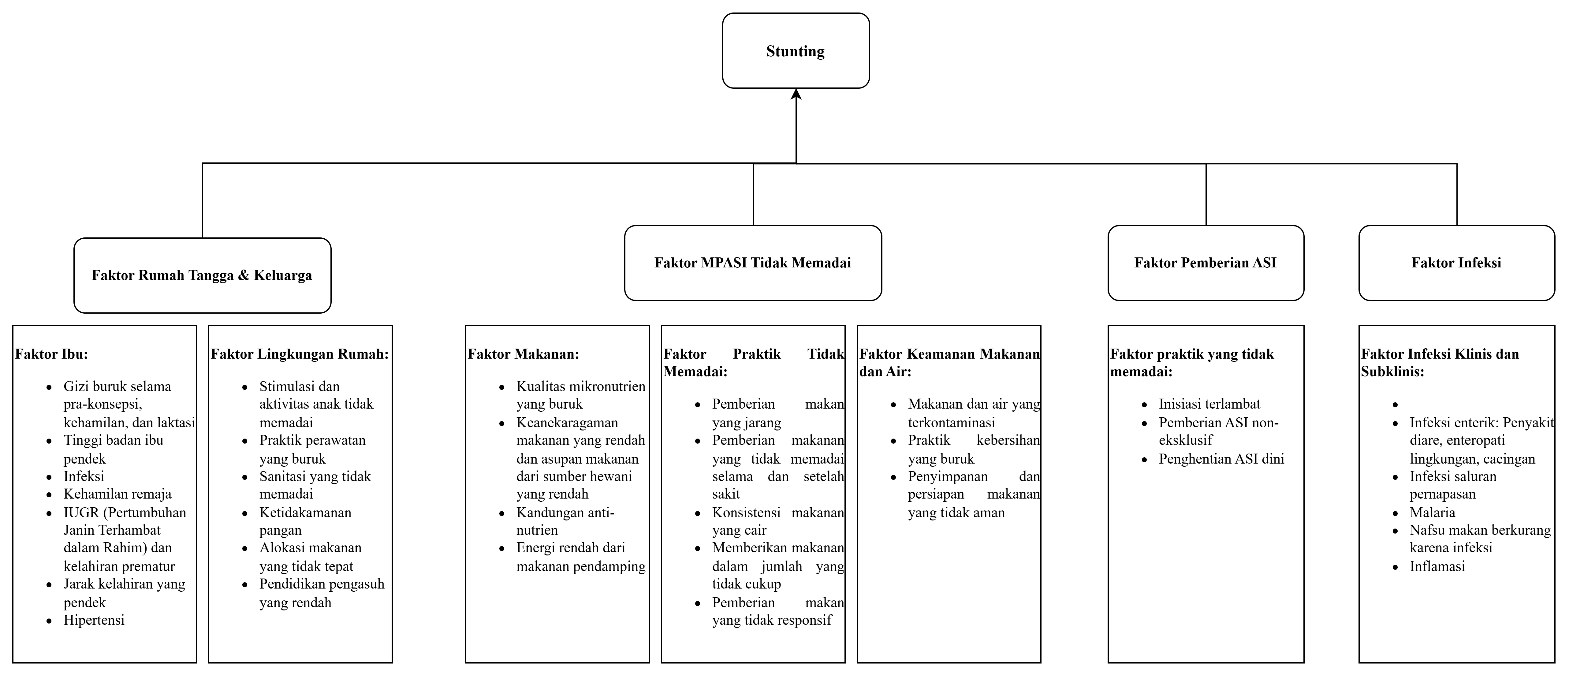 Stunting
Faktor Rumah Tangga & Keluarga
Faktor MPASI Tidak Memadai
Faktor Pemberian ASI
Faktor Infeksi
Faktor Ibu:
• Gizi buruk selama
pra-konsepsi,
kehamilan, dan laktasi
• Tinggi badan ibu
pendek
• Infeksi
• Kehamilan remaja
• IUGR (Pertumbuhan
Janin Terhambat
dalam Rahim) dan
kelahiran prematur
• Jarak kelahiran yang
pendek
• Hipertensi
Faktor Lingkungan Rumah:
• Stimulasi dan
aktivitas anak tidak
memadai
• Praktik perawatan
yang buruk
• Sanitasi yang tidak
memadai
• Ketidakamanan
pangan
• Alokasi makanan
yang tidak tepat
• Pendidikan pengasuh
yang rendah
Faktor Makanan:
• Kualitas mikronutrien
yang buruk
• Keanekaragaman
makanan yang rendah
dan asupan makanan
dari sumber hewani
yang rendah
• Kandungan anti-
nutrien
• Energi rendah dari
makanan pendamping
Faktor Praktik Tidak
Memadai:
• Pemberian makan
yang jarang
• Pemberian makanan
yang tidak memadai
selama dan setelah
sakit
• Konsistensi makanan
yang cair
• Memberikan makanan
dalam jumlah yang
tidak cukup
• Pemberian makan
yang tidak responsif
Faktor Keamanan Makanan
dan Air:
• Makanan dan air yang
terkontaminasi
• Praktik kebersihan
yang buruk
• Penyimpanan dan
persiapan makanan
yang tidak aman
Faktor praktik yang tidak
memadai:
• Inisiasi terlambat
• Pemberian ASI non-
eksklusif
• Penghentian ASI dini
Faktor Infeksi Klinis dan
Subklinis:
•
• Infeksi enterik: Penyakit
diare, enteropati
lingkungan, cacingan
• Infeksi saluran
pernapasan
• Malaria
• Nafsu makan berkurang
karena infeksi
• Inflamasi